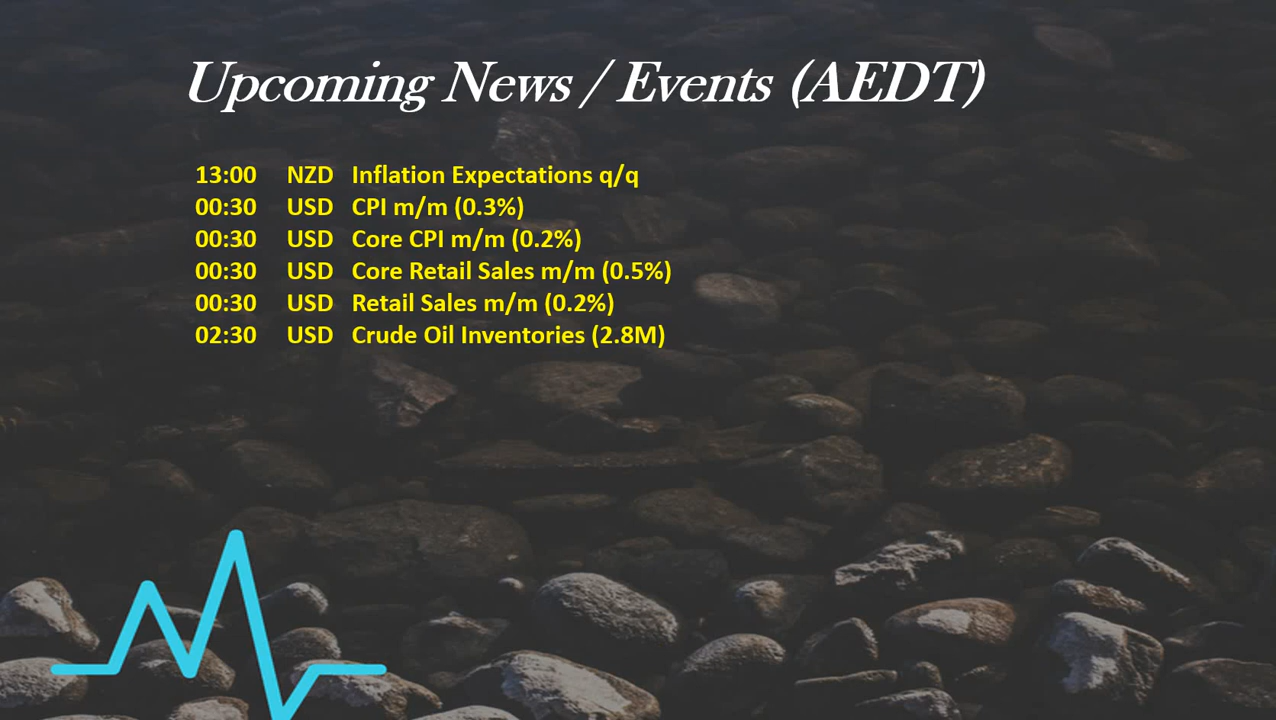 Upcoming News / Events (AEDT)
13:00 NZD Inflation Expectations q/q
00:30 USD CPI m/m (0.3%)
00:30 USD Core CPI m/m (0.2%)
00:30 USD Core Retail Sales m/m (0.5%)
00:30 USD Retail Sales m/m (0.2%)
02:30 USD Crude Oil Inventories (2.8M)